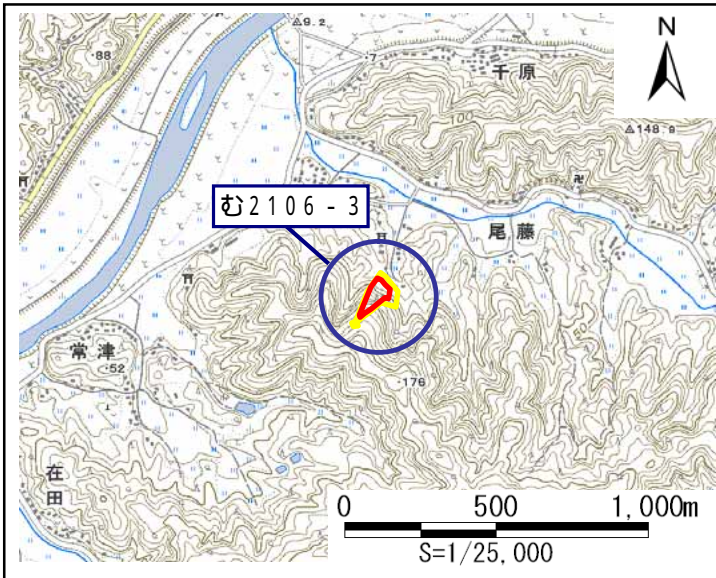 △9.2
・88
・7
千原
N
100
△148.9
む2106-3
尾藤
常津
・52
・176
在田
0 500 1,000m
S=1/25,000